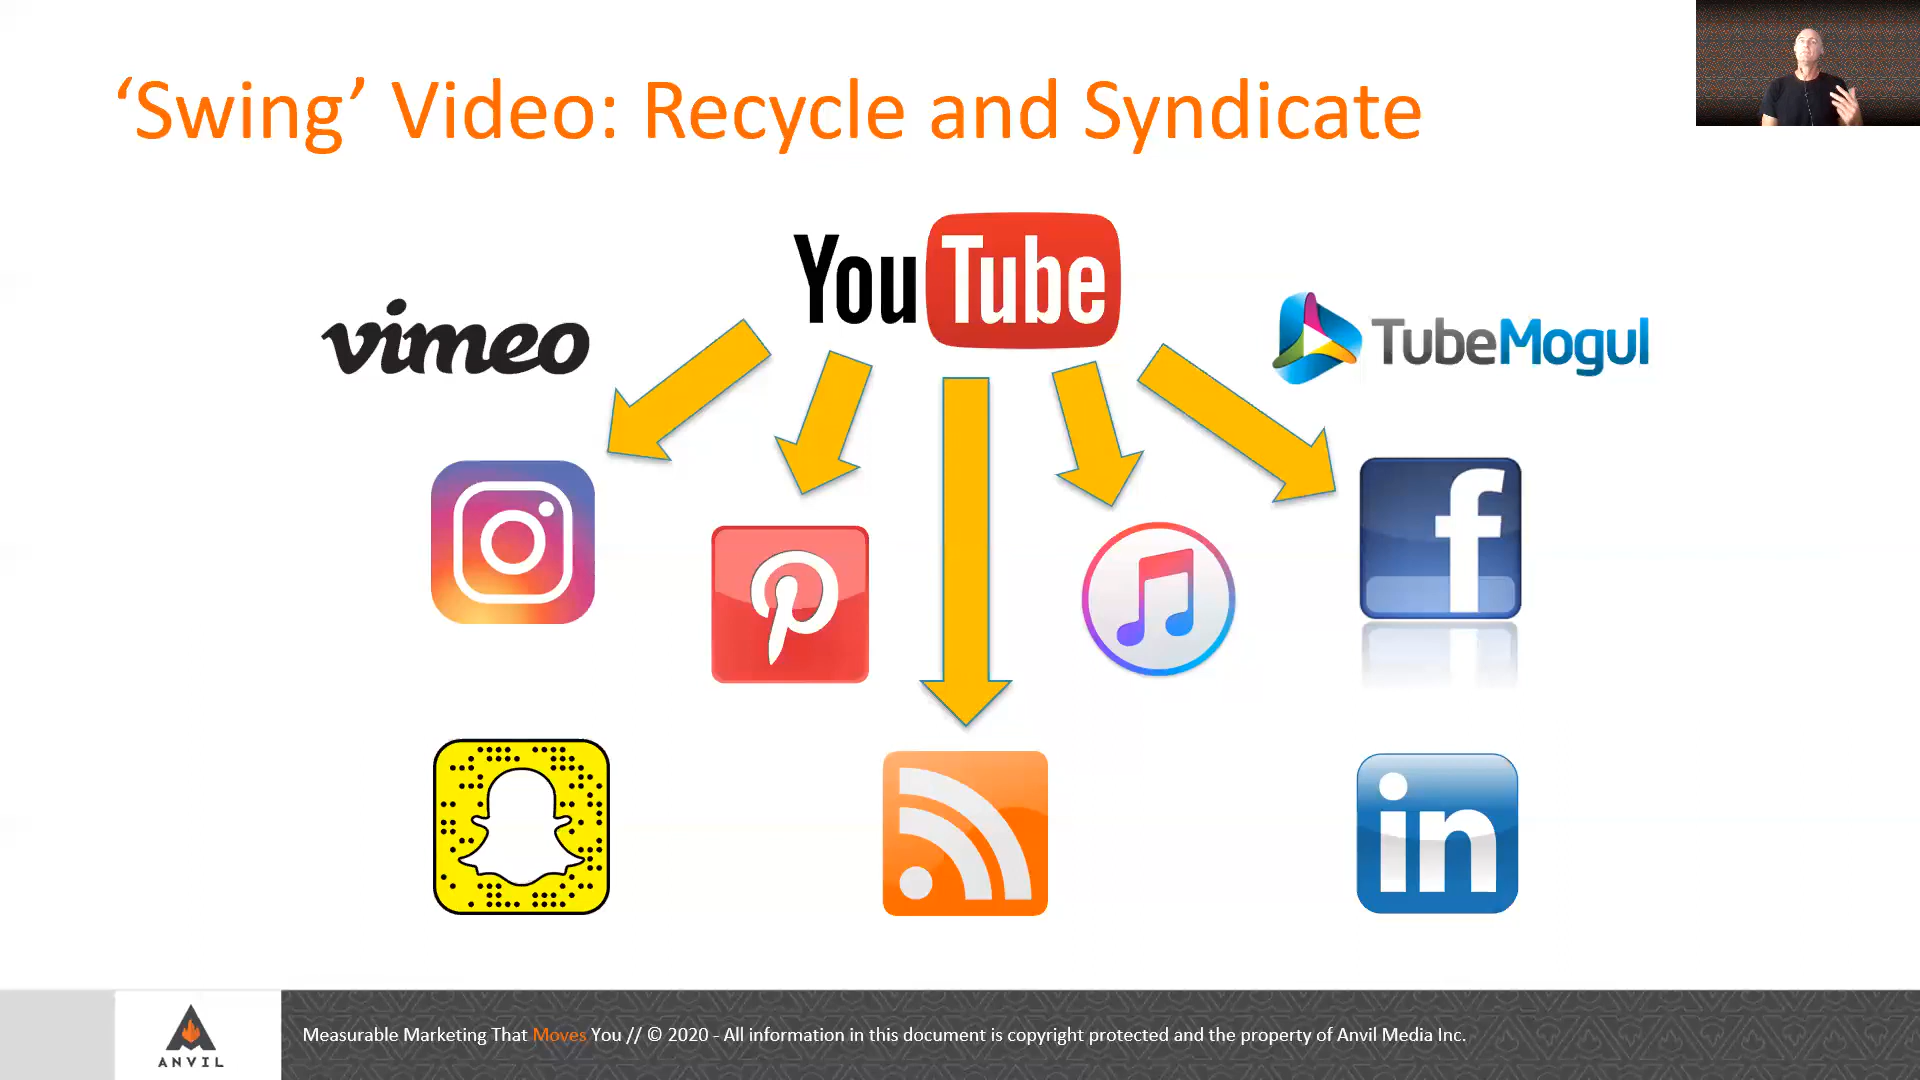 ‘Swing’ Video: Recycle and Syndicate
YouTube
vimeo
TubeMogul
f
in
ANVIL
Measurable Marketing That Moves You // © 2020 - All information in this document is copyright protected and the property of Anvil Media Inc.